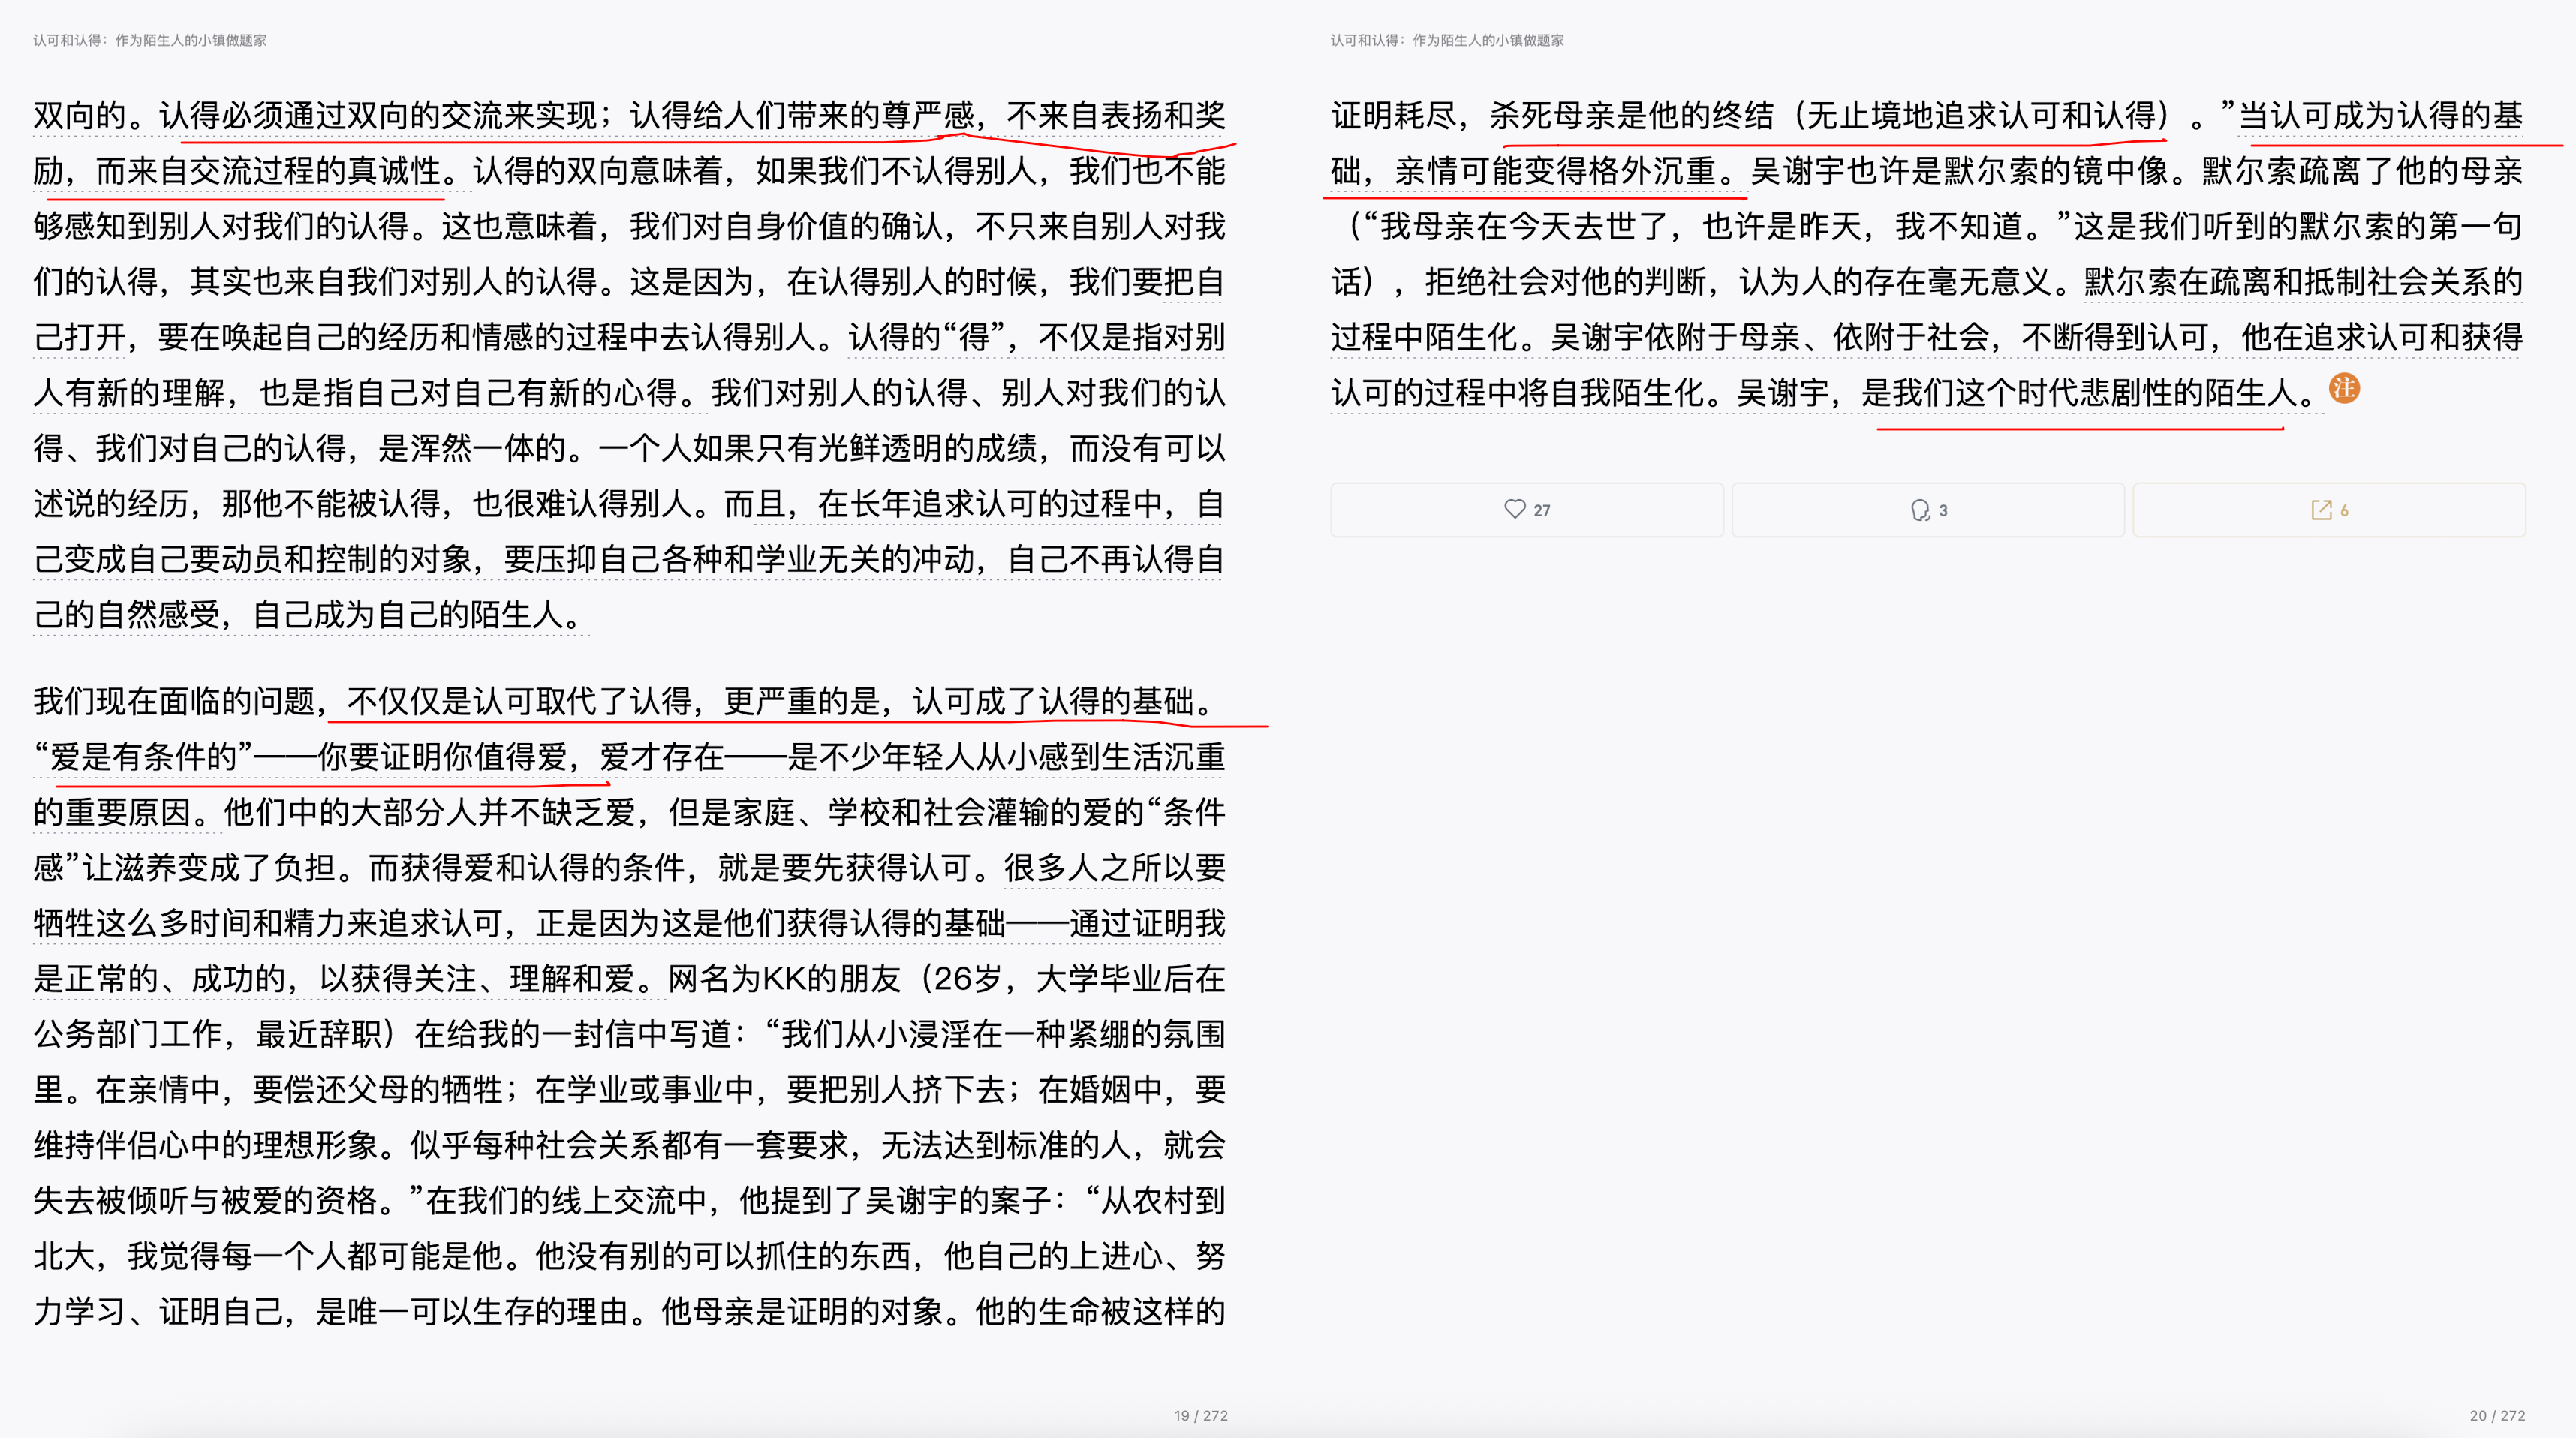 认可和认得：作为陌生人的小镇做题家
双向的。认得必须通过双向的交流来实现；认得给人们带来的尊严感，不来自表扬和奖
励，而来自交流过程的真诚性。认得的双向意味着，如果我们不认得别人，我们也不能
够感知到别人对我们的认得。这也意味着，我们对自身价值的确认，不只来自别人对我
们的认得，其实也来自我们对别人的认得。这是因为，在认得别人的时候，我们要把自
己打开，要在唤起自己的经历和情感的过程中去认得别人。认得的“得”，不仅是指对别
人有新的理解，也是指自己对自己有新的心得。我们对别人的认得、别人对我们的认
得、我们对自己的认得，是浑然一体的。一个人如果只有光鲜透明的成绩，而没有可以
述说的经历，那他不能被认得，也很难认得别人。而且，在长年追求认可的过程中，自
己变成自己要动员和控制的对象，要压抑自己各种和学业无关的冲动，自己不再认得自
己的自然感受，自己成为自己的陌生人。
我们现在面临的问题，不仅仅是认可取代了认得，更严重的是，认可成了认得的基础。
“爱是有条件的”——你要证明你值得爱，爱才存在——是不少年轻人从小感到生活沉重
的重要原因。他们中的大部分人并不缺乏爱，但是家庭、学校和社会灌输的爱的“条件
感”让滋养变成了负担。而获得爱和认得的条件，就是要先获得认可。很多人之所以要
牺牲这么多时间和精力来追求认可，正是因为这是他们获得认得的基础——通过证明我
是正常的、成功的，以获得关注、理解和爱。网名为KK的朋友（26岁，大学毕业后在
公务部门工作，最近辞职）在给我的一封信中写道：“我们从小浸淫在一种紧绷的氛围
里。在亲情中，要偿还父母的牺牲；在学业或事业中，要把别人挤下去；在婚姻中，要
维持伴侣心中的理想形象。似乎每种社会关系都有一套要求，无法达到标准的人，就会
失去被倾听与被爱的资格。”在我们的线上交流中，他提到了吴谢宇的案子：“从农村到
北大，我觉得每一个人都可能是他。他没有别的可以抓住的东西，他自己的上进心、努
力学习、证明自己，是唯一可以生存的理由。他母亲是证明的对象。他的生命被这样的
19 / 272
认可和认得：作为陌生人的小镇做题家
证明耗尽，杀死母亲是他的终结（无止境地追求认可和认得）。”当认可成为认得的基
础，亲情可能变得格外沉重。吴谢宇也许是默尔索的镜中像。默尔索疏离了他的母亲
（“我母亲在今天去世了，也许是昨天，我不知道。”这是我们听到的默尔索的第一句
话），拒绝社会对他的判断，认为人的存在毫无意义。默尔索在疏离和抵制社会关系的
过程中陌生化。吴谢宇依附于母亲、依附于社会，不断得到认可，他在追求认可和获得
认可的过程中将自我陌生化。吴谢宇，是我们这个时代悲剧性的陌生人。注
27
3
6
20 / 272